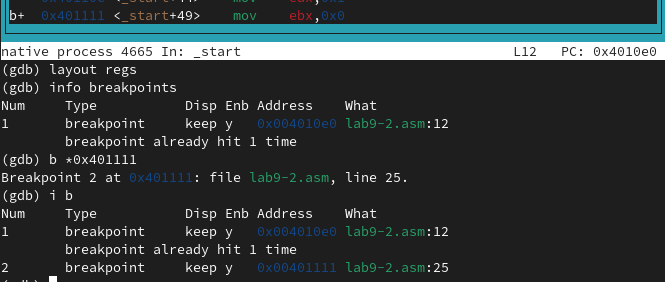 b+  0x401111 <_start+49>    mov    ebx,0x0
native process 4665 In: _start    L12   PC: 0x4010e0
(gdb) layout regs
(gdb) info breakpoints
Num     Type           Disp Enb Address    What
1       breakpoint     keep y   0x004010e0 lab9-2.asm:12
        breakpoint already hit 1 time
(gdb) b *0x401111
Breakpoint 2 at 0x401111: file lab9-2.asm, line 25.
(gdb) i b
Num     Type           Disp Enb Address    What
1       breakpoint     keep y   0x004010e0 lab9-2.asm:12
        breakpoint already hit 1 time
2       breakpoint     keep y   0x00401111 lab9-2.asm:25